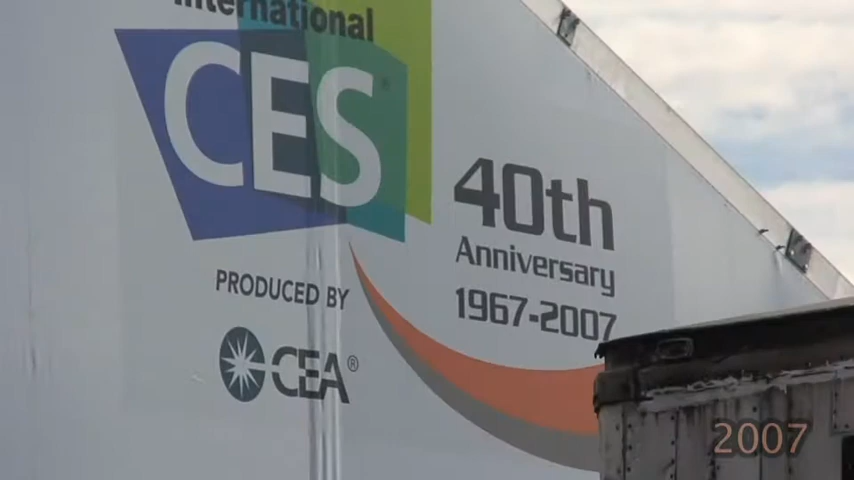 International
CES
40th
Anniversary
1967-2007
PRODUCED BY
CEA®
2007